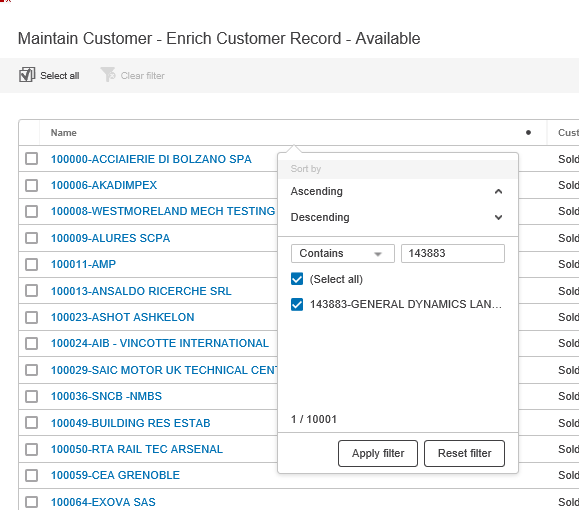 Maintain Customer - Enrich Customer Record - Available
Select all Clear filter
Name Cust
100000-ACCIAIERIE DI BOLZANO SPA Sold
100006-AKADIMPEX Sold
100008-WESTMORELAND MECH TESTING Sold
100009-ALURES SCPA Sold
100011-AMP Sold
100013-ANSALDO RICERCHE SRL Sold
100023-ASHOT ASHKELON Sold
100024-AIB - VINCOTTE INTERNATIONAL Sold
100029-SAIC MOTOR UK TECHNICAL CENT Sold
100036-SNCB -NMBS Sold
100049-BUILDING RES ESTAB Sold
100050-RTA RAIL TEC ARSENAL Sold
100059-CEA GRENOBLE Sold
100064-EXOVA SAS Sold
Sort by
Ascending
Descending
Contains 143883
(Select all)
143883-GENERAL DYNAMICS LAN...
1 / 10001
Apply filter Reset filter